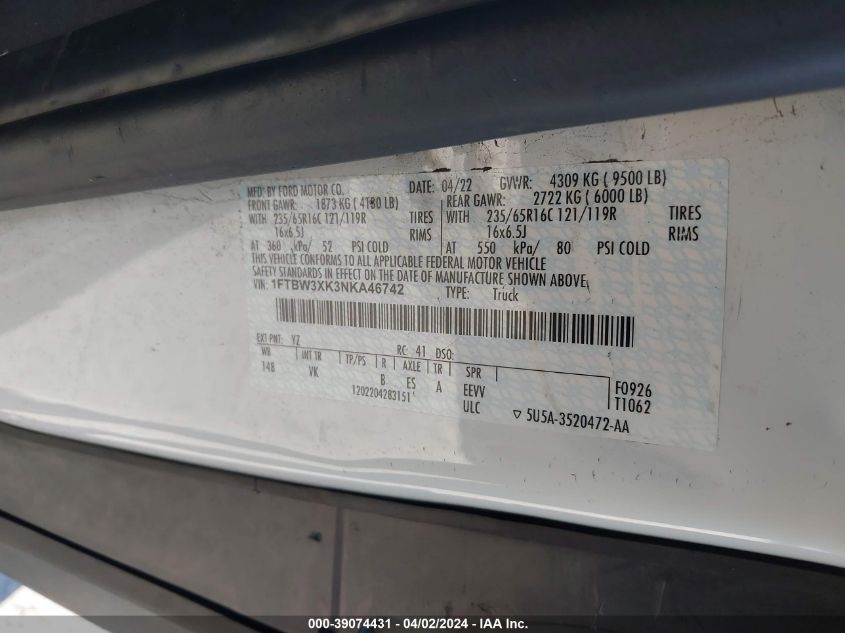 MFD. BY FORD MOTOR CO. DATE: 04/22 GVWR: 4309 KG ( 9500 LB)
FRONT GAWR: 1873 KG ( 4130 LB) REAR GAWR: 2722 KG ( 6000 LB)
WITH 235/65R16C 121/119R TIRES WITH 235/65R16C 121/119R TIRES
16x6.5J RIMS 16x6.5J RIMS
AT 360 kPa/ 52 PSI COLD AT 550 kPa/ 80 PSI COLD
THIS VEHICLE CONFORMS TO ALL APPLICABLE FEDERAL MOTOR VEHICLE
SAFETY STANDARDS IN EFFECT ON THE DATE OF MANUFACTURE SHOWN ABOVE.
VIN: 1FTBW3XK3NKA46742 TYPE: Truck
EXT PNT: YZ RC: 41 DSO:
WB INT TR TP/PS R AXLE TR SPR
148 VK B ES A EEVV F0926
1202204283151 ULC T1062
▽ 5U5A-3520472-AA
000-39074431 - 04/02/2024 - IAA Inc.